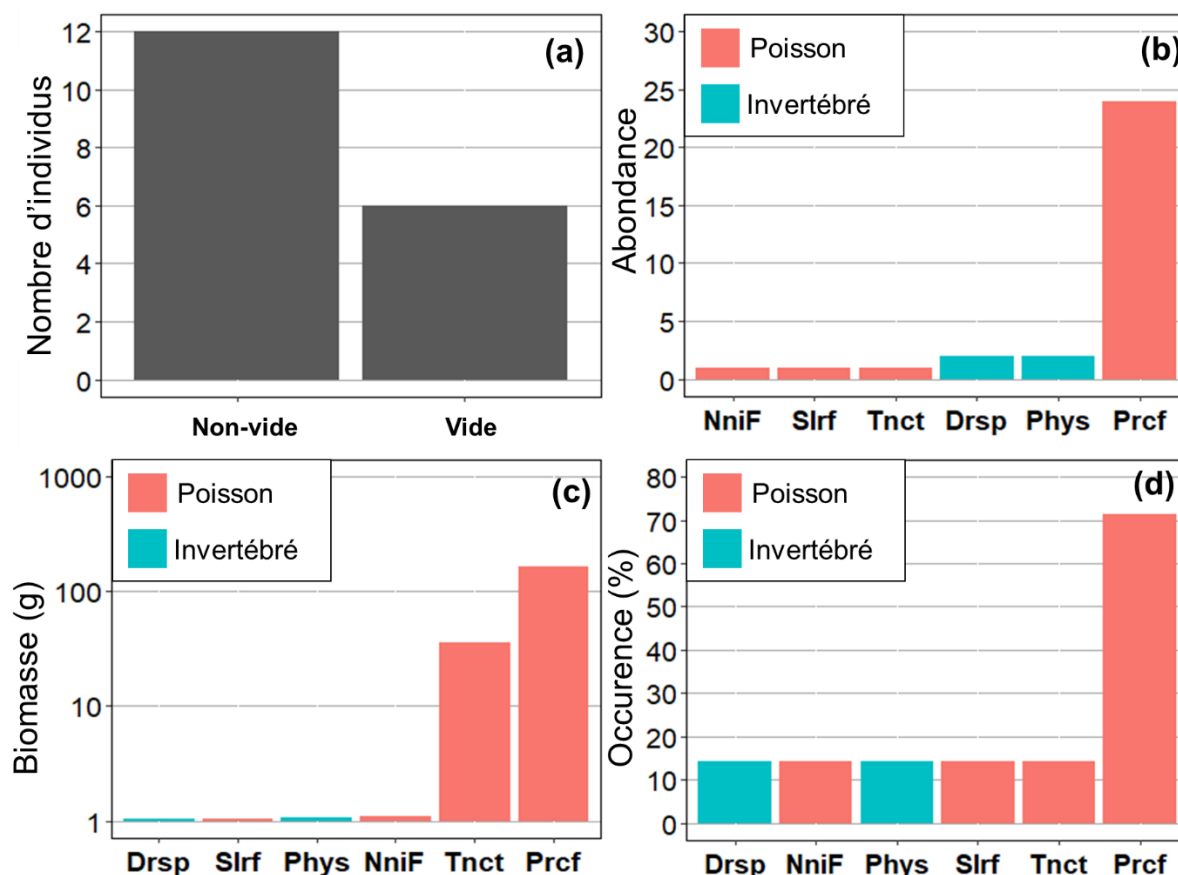 Nombre d'individus
12
10
8
6
4
2
0
(a)
Non-vide Vide
Abondance
30
25
20
15
10
5
0
Poisson
Invertébré
(b)
NniF Slrf Tnct Drsp Phys Prcf
Biomasse (g)
1000
100
10
1
Poisson
Invertébré
(c)
Drsp Slrf Phys NniF Tnct Prcf
Occurence (%)
80
70
60
50
40
30
20
10
0
Poisson
Invertébré
(d)
Drsp NniF Phys Slrf Tnct Prcf